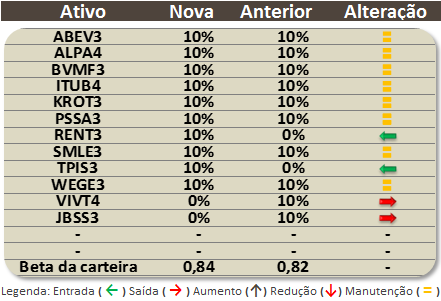 Ativo Nova Anterior Alteração
ABEV3 10% 10% =
ALPA4 10% 10% =
BVMF3 10% 10% =
ITUB4 10% 10% =
KROT3 10% 10% =
PSSA3 10% 10% =
RENT3 10% 0% ←
SMLE3 10% 10% =
TPIS3 10% 0% ←
WEGE3 10% 10% =
VIVT4 0% 10% →
JBSS3 0% 10% →
- - - -
- - - -
Beta da carteira 0,84 0,82 -
Legenda: Entrada ( ← ) Saída ( → ) Aumento ( ↑ ) Redução ( ↓ ) Manutenção ( = )